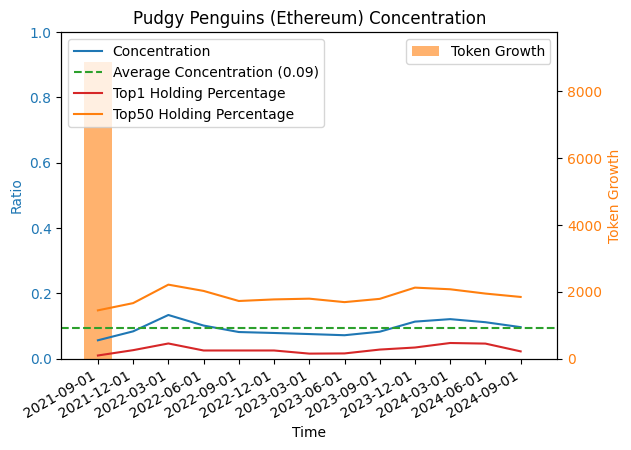 Pudgy Penguins (Ethereum) Concentration
Concentration
Average Concentration (0.09)
Top1 Holding Percentage
Top50 Holding Percentage
Token Growth
1.0
0.8
0.6
0.4
0.2
0.0
Ratio
8000
6000
4000
2000
0
Token Growth
2021-09-01
2021-12-01
2022-03-01
2022-06-01
2022-09-01
2022-12-01
2023-03-01
2023-06-01
2023-09-01
2023-12-01
2024-03-01
2024-06-01
2024-09-01
Time